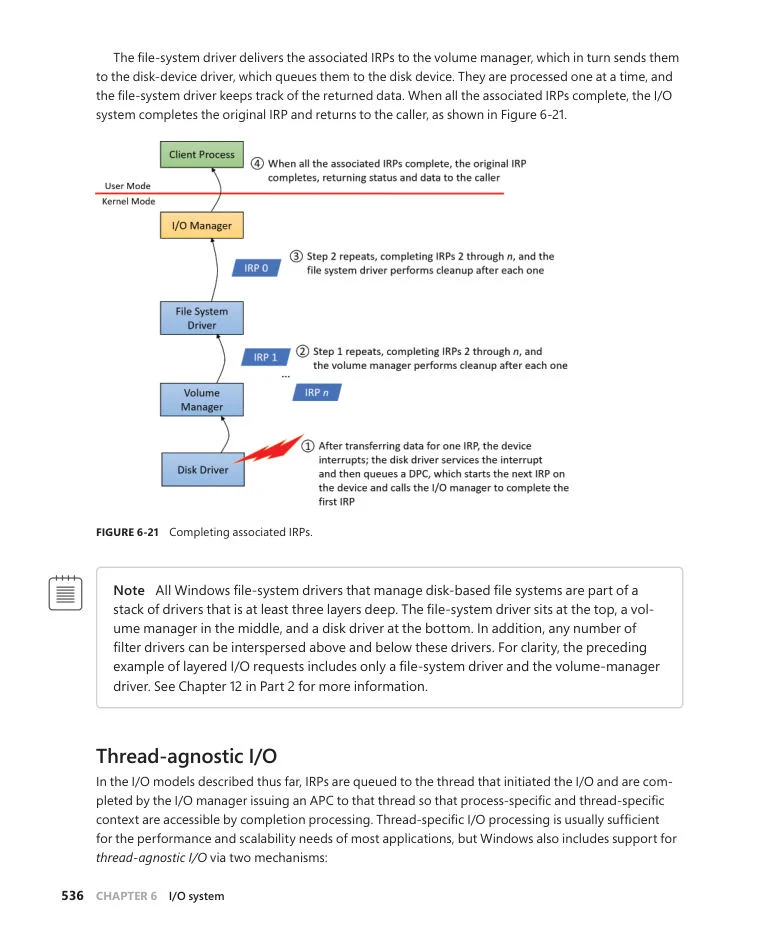 The file-system driver delivers the associated IRPs to the volume manager, which in turn sends them
to the disk-device driver, which queues them to the disk device. They are processed one at a time, and
the file-system driver keeps track of the returned data. When all the associated IRPs complete, the I/O
system completes the original IRP and returns to the caller, as shown in Figure 6-21.
Client Process
④ When all the associated IRPs complete, the original IRP
completes, returning status and data to the caller
User Mode
Kernel Mode
I/O Manager
③ Step 2 repeats, completing IRPs 2 through n, and the
file system driver performs cleanup after each one
IRP 0
File System
Driver
② Step 1 repeats, completing IRPs 2 through n, and
the volume manager performs cleanup after each one
IRP 1
...
IRP n
Volume
Manager
① After transferring data for one IRP, the device
interrupts; the disk driver services the interrupt
and then queues a DPC, which starts the next IRP on
the device and calls the I/O manager to complete the
first IRP
Disk Driver
FIGURE 6-21 Completing associated IRPs.
Note All Windows file-system drivers that manage disk-based file systems are part of a
stack of drivers that is at least three layers deep. The file-system driver sits at the top, a vol-
ume manager in the middle, and a disk driver at the bottom. In addition, any number of
filter drivers can be interspersed above and below these drivers. For clarity, the preceding
example of layered I/O requests includes only a file-system driver and the volume-manager
driver. See Chapter 12 in Part 2 for more information.
Thread-agnostic I/O
In the I/O models described thus far, IRPs are queued to the thread that initiated the I/O and are com-
pleted by the I/O manager issuing an APC to that thread so that process-specific and thread-specific
context are accessible by completion processing. Thread-specific I/O processing is usually sufficient
for the performance and scalability needs of most applications, but Windows also includes support for
thread-agnostic I/O via two mechanisms:
536 CHAPTER 6 I/O system